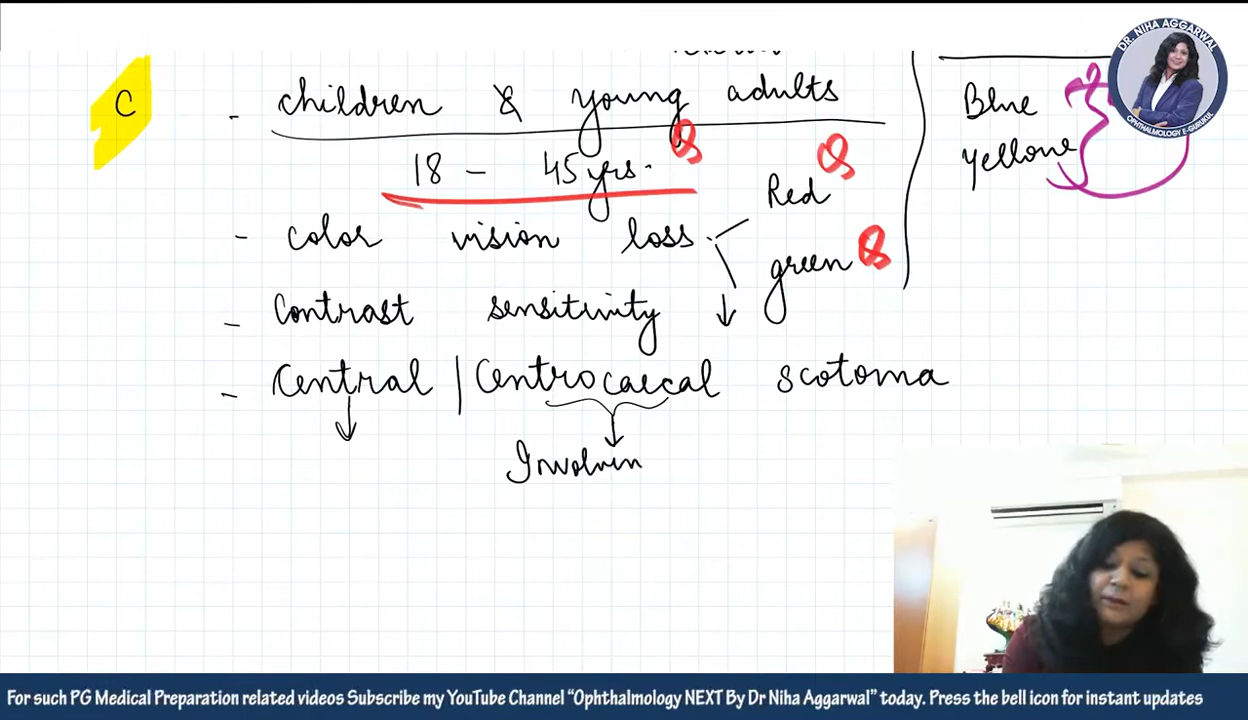 DR. NIHA AGGARWAL
OPHTHALMOLOGY E-GURUKUL
C
- children & young adults
18 - 45 yrs.
- color vision loss
Red
green
- Contrast sensitivity ↓
- Central | Centrocaecal scotoma
↓
↓
Involvin
Blue
Yellow
For such PG Medical Preparation related videos Subscribe my YouTube Channel "Ophthalmology NEXT By Dr Niha Aggarwal" today. Press the bell icon for instant updates